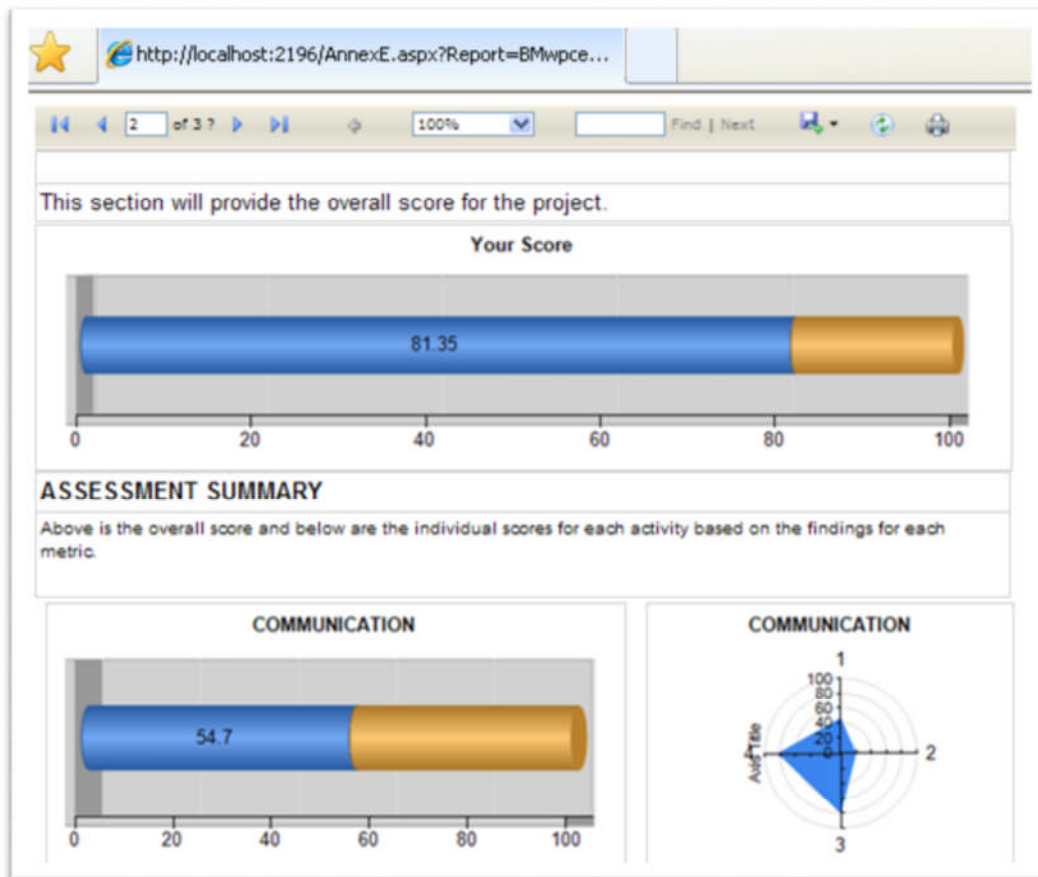 http://localhost:2196/AnnexE.aspx?Report=BMwpce...
2 of 3 ? 100% Find | Next
This section will provide the overall score for the project.
Your Score
81.35
0 20 40 60 80 100
ASSESSMENT SUMMARY
Above is the overall score and below are the individual scores for each activity based on the findings for each
metric.
COMMUNICATION
54.7
0 20 40 60 80 100
COMMUNICATION
1
100
80
60
40
20
0
2
3
Axis Title